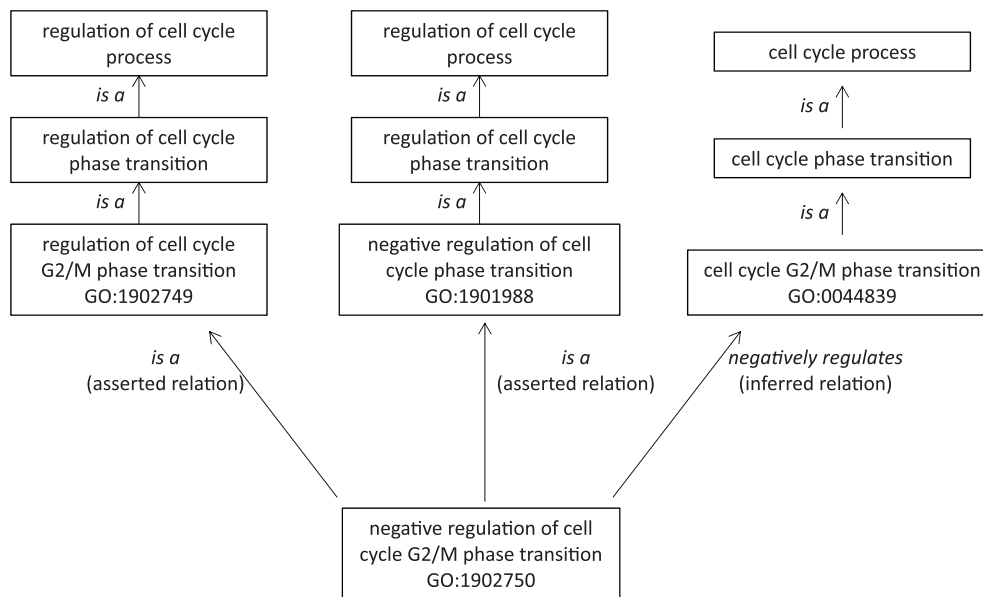 regulation of cell cycle
process
regulation of cell cycle
process
cell cycle process
is a
is a
is a
regulation of cell cycle
phase transition
regulation of cell cycle
phase transition
cell cycle phase transition
is a
is a
is a
regulation of cell cycle
G2/M phase transition
GO:1902749
negative regulation of cell
cycle phase transition
GO:1901988
cell cycle G2/M phase transition
GO:0044839
is a
(asserted relation)
is a
(asserted relation)
negatively regulates
(inferred relation)
negative regulation of cell
cycle G2/M phase transition
GO:1902750